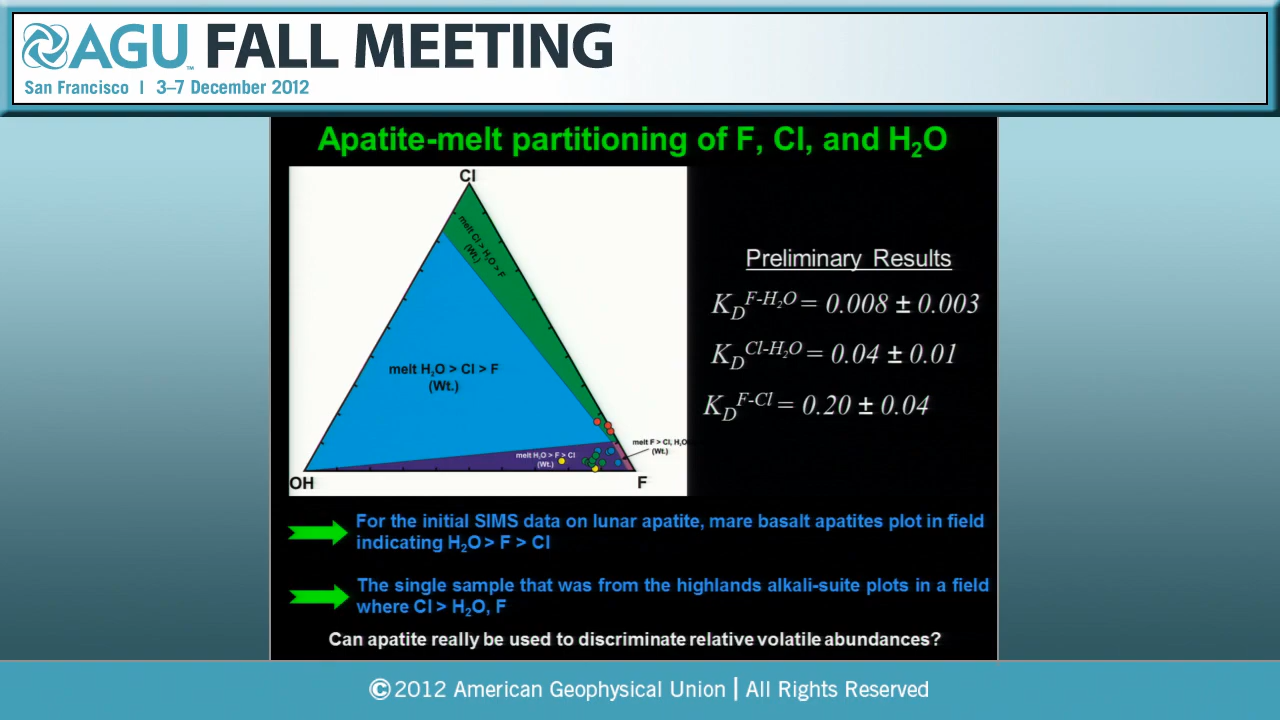 AGU™ FALL MEETING
San Francisco | 3–7 December 2012
Apatite-melt partitioning of F, Cl, and H₂O
Cl
melt Cl > H₂O > F
(Wt.)
melt H₂O > Cl > F
(Wt.)
melt H₂O > F > Cl
(Wt.)
melt F > Cl, H₂O
(Wt.)
OH
F
Preliminary Results
K_D^F-H₂O = 0.008 ± 0.003
K_D^Cl-H₂O = 0.04 ± 0.01
K_D^F-Cl = 0.20 ± 0.04
For the initial SIMS data on lunar apatite, mare basalt apatites plot in field
indicating H₂O > F > Cl
The single sample that was from the highlands alkali-suite plots in a field
where Cl > H₂O, F
Can apatite really be used to discriminate relative volatile abundances?
©2012 American Geophysical Union | All Rights Reserved